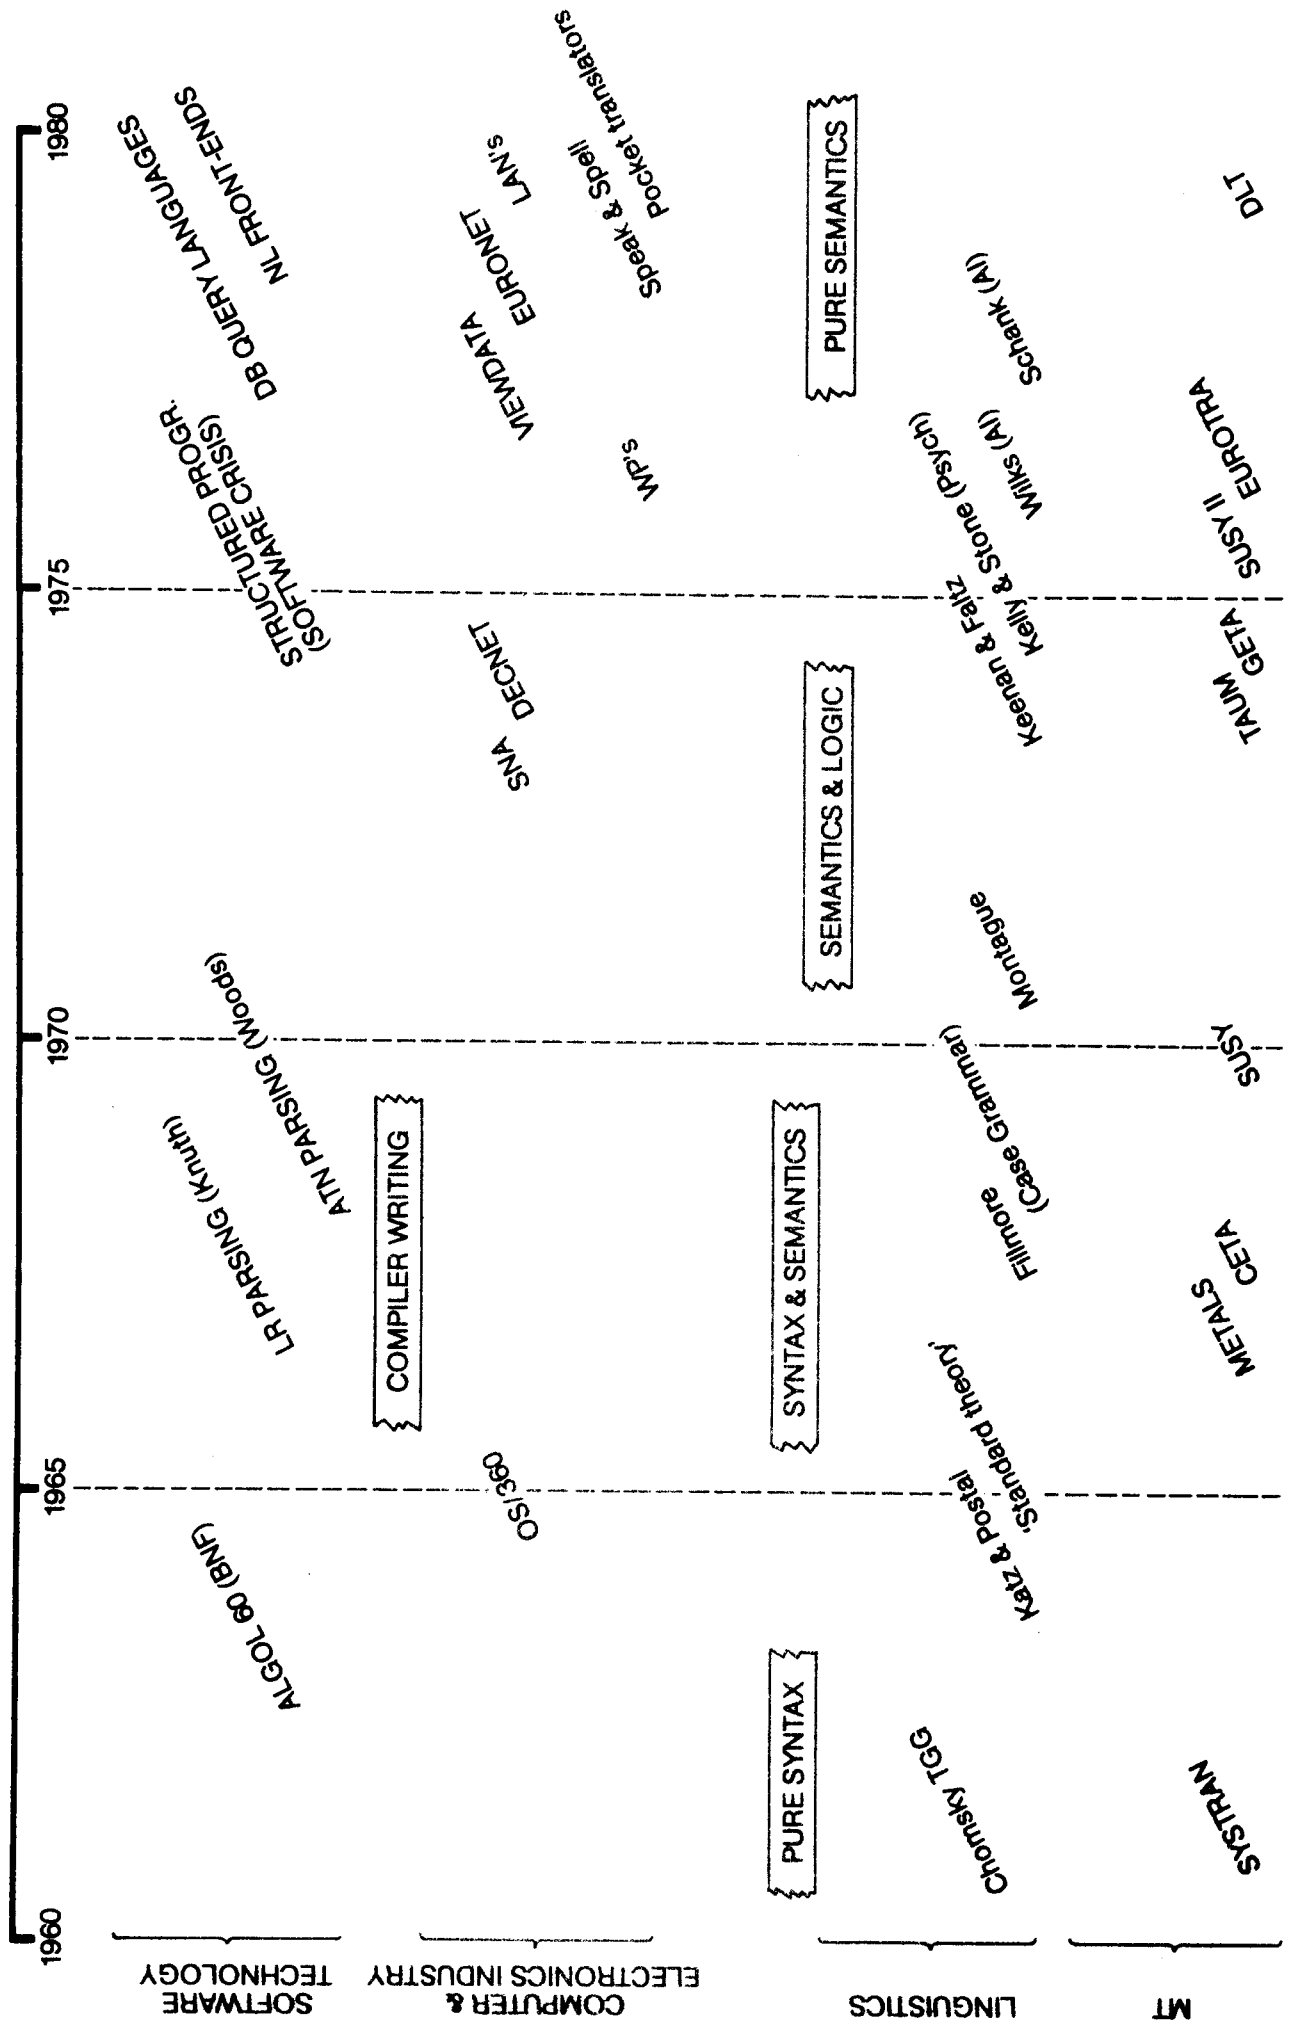 1960
1965
1970
1975
1980
SOFTWARE
TECHNOLOGY
ALGOL 60 (BNF)
LR PARSING (Knuth)
ATN PARSING (Woods)
STRUCTURED PROGR.
(SOFTWARE CRISIS)
DB QUERY LANGUAGES
NL FRONT-ENDS
COMPILER WRITING
COMPUTER &
ELECTRONICS INDUSTRY
OS/360
SNA
DECNET
VIEWDATA
EURONET
LAN's
WP's
Speak & Spell
Pocket translators
PURE SYNTAX
SYNTAX & SEMANTICS
SEMANTICS & LOGIC
PURE SEMANTICS
LINGUISTICS
Chomsky TGG
Katz & Postal
'Standard theory'
Fillmore
(Case Grammar)
Montague
Keenan & Faltz
Kelly & Stone (Psych)
Wilks (AI)
Schank (AI)
MT
SYSTRAN
METALS
CETA
SUSY
TAUM
GETA
SUSY II
EUROTRA
DLT